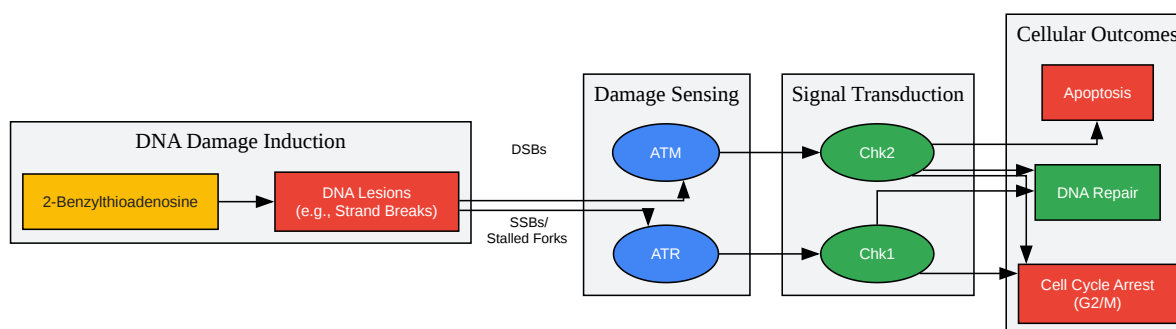 DNA Damage Induction
2-Benzylthioadenosine
DNA Lesions
(e.g., Strand Breaks)
DSBs
SSBs/
Stalled Forks
Damage Sensing
ATM
ATR
Signal Transduction
Chk2
Chk1
Cellular Outcomes
Apoptosis
DNA Repair
Cell Cycle Arrest
(G2/M)